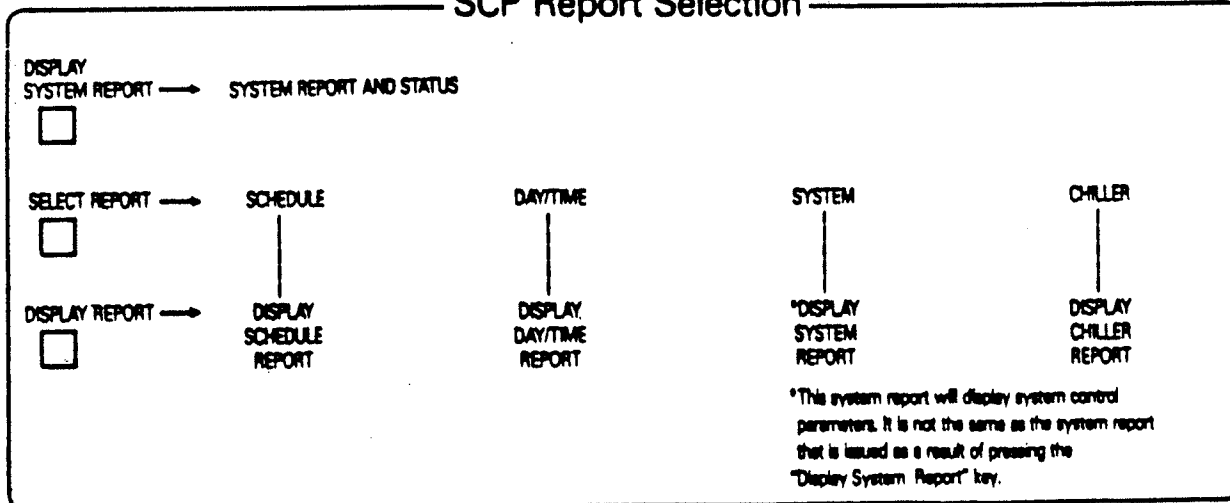 SCP Report Selection
DISPLAY
SYSTEM REPORT → SYSTEM REPORT AND STATUS
SELECT REPORT → SCHEDULE DAY/TIME SYSTEM CHILLER
DISPLAY REPORT → DISPLAY DISPLAY *DISPLAY DISPLAY
SCHEDULE DAY/TIME SYSTEM CHILLER
REPORT REPORT REPORT REPORT
*This system report will display system control
parameters. It is not the same as the system report
that is issued as a result of pressing the
"Display System Report" key.